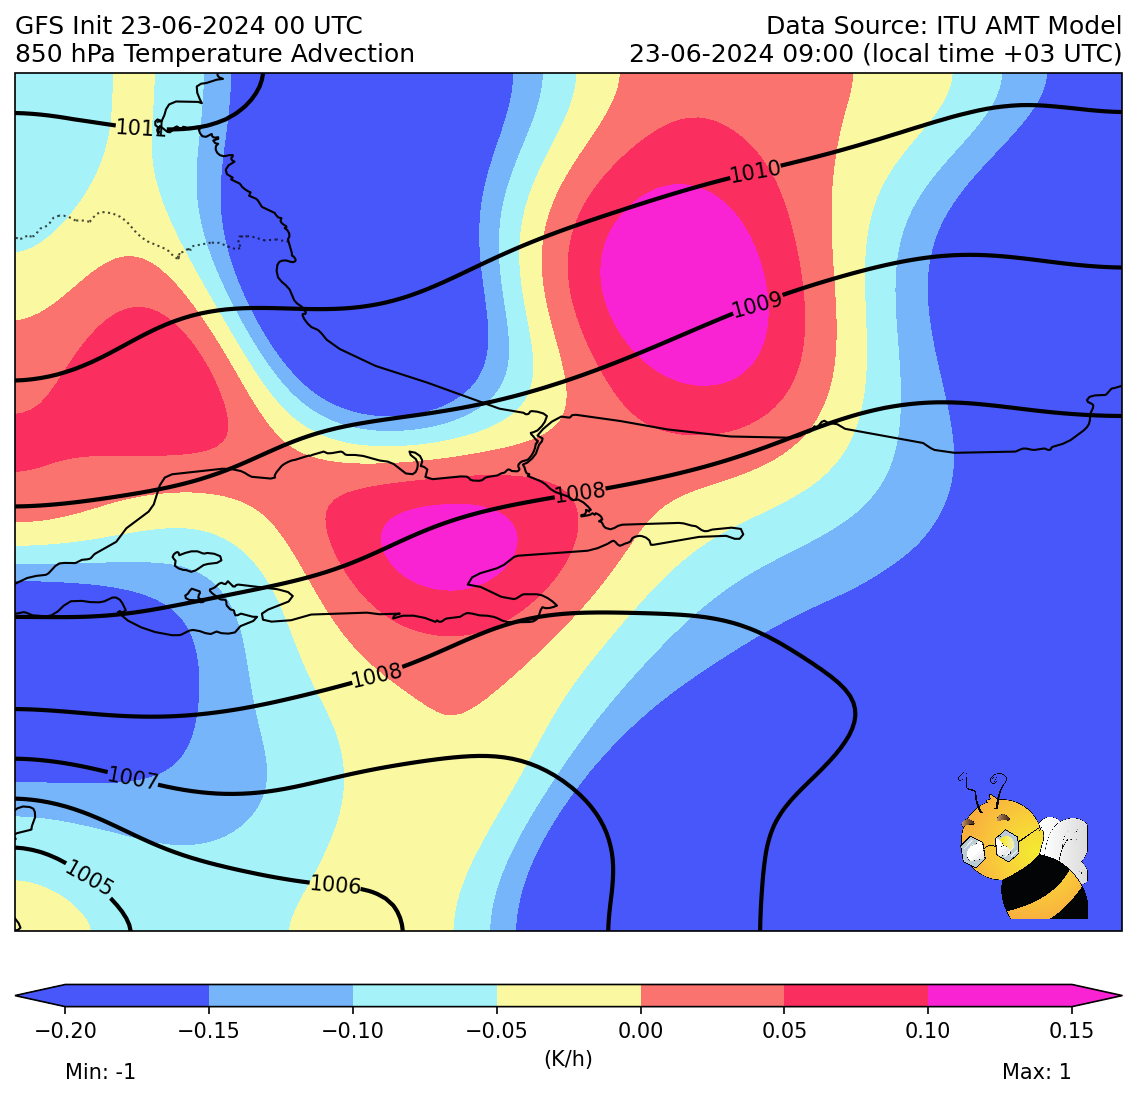 GFS Init 23-06-2024 00 UTC
850 hPa Temperature Advection
Data Source: ITU AMT Model
23-06-2024 09:00 (local time +03 UTC)
1011
1010
1009
1008
1008
1007
1006
1005
−0.20 −0.15 −0.10 −0.05 0.00 0.05 0.10 0.15
(K/h)
Min: -1
Max: 1